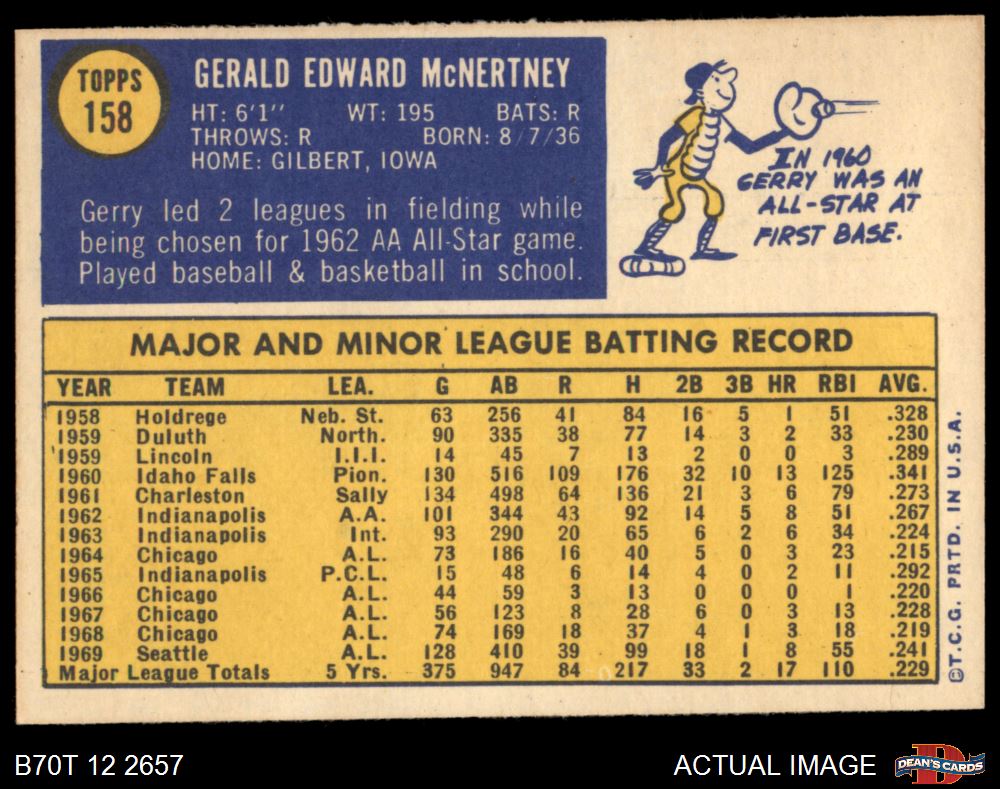 TOPPS
158
GERALD EDWARD McNERTNEY
HT: 6'1'' WT: 195 BATS: R
THROWS: R BORN: 8/7/36
HOME: GILBERT, IOWA
Gerry led 2 leagues in fielding while
being chosen for 1962 AA All-Star game.
Played baseball & basketball in school.
IN 1960
GERRY WAS AN
ALL-STAR AT
FIRST BASE.
MAJOR AND MINOR LEAGUE BATTING RECORD
YEAR TEAM LEA. G AB R H 2B 3B HR RBI AVG.
1958 Holdrege Neb. St. 63 256 41 84 16 5 1 51 .328
1959 Duluth North. 90 335 38 77 14 3 2 33 .230
1959 Lincoln I.I.I. 14 45 7 13 2 0 0 3 .289
1960 Idaho Falls Pion. 130 516 109 176 32 10 13 125 .341
1961 Charleston Sally 134 498 64 136 21 3 6 79 .273
1962 Indianapolis A.A. 101 344 43 92 14 5 8 51 .267
1963 Indianapolis Int. 93 290 20 65 6 2 6 34 .224
1964 Chicago A.L. 73 186 16 40 5 0 3 23 .215
1965 Indianapolis P.C.L. 15 48 6 14 4 0 2 11 .292
1966 Chicago A.L. 44 59 3 13 0 0 0 1 .220
1967 Chicago A.L. 56 123 8 28 6 0 3 13 .228
1968 Chicago A.L. 74 169 18 37 4 1 3 18 .219
1969 Seattle A.L. 128 410 39 99 18 1 8 55 .241
Major League Totals 5 Yrs. 375 947 84 217 33 2 17 110 .229
©T.C.G. PRTD. IN U.S.A.
B70T 12 2657
ACTUAL IMAGE
D
DEAN'S CARDS